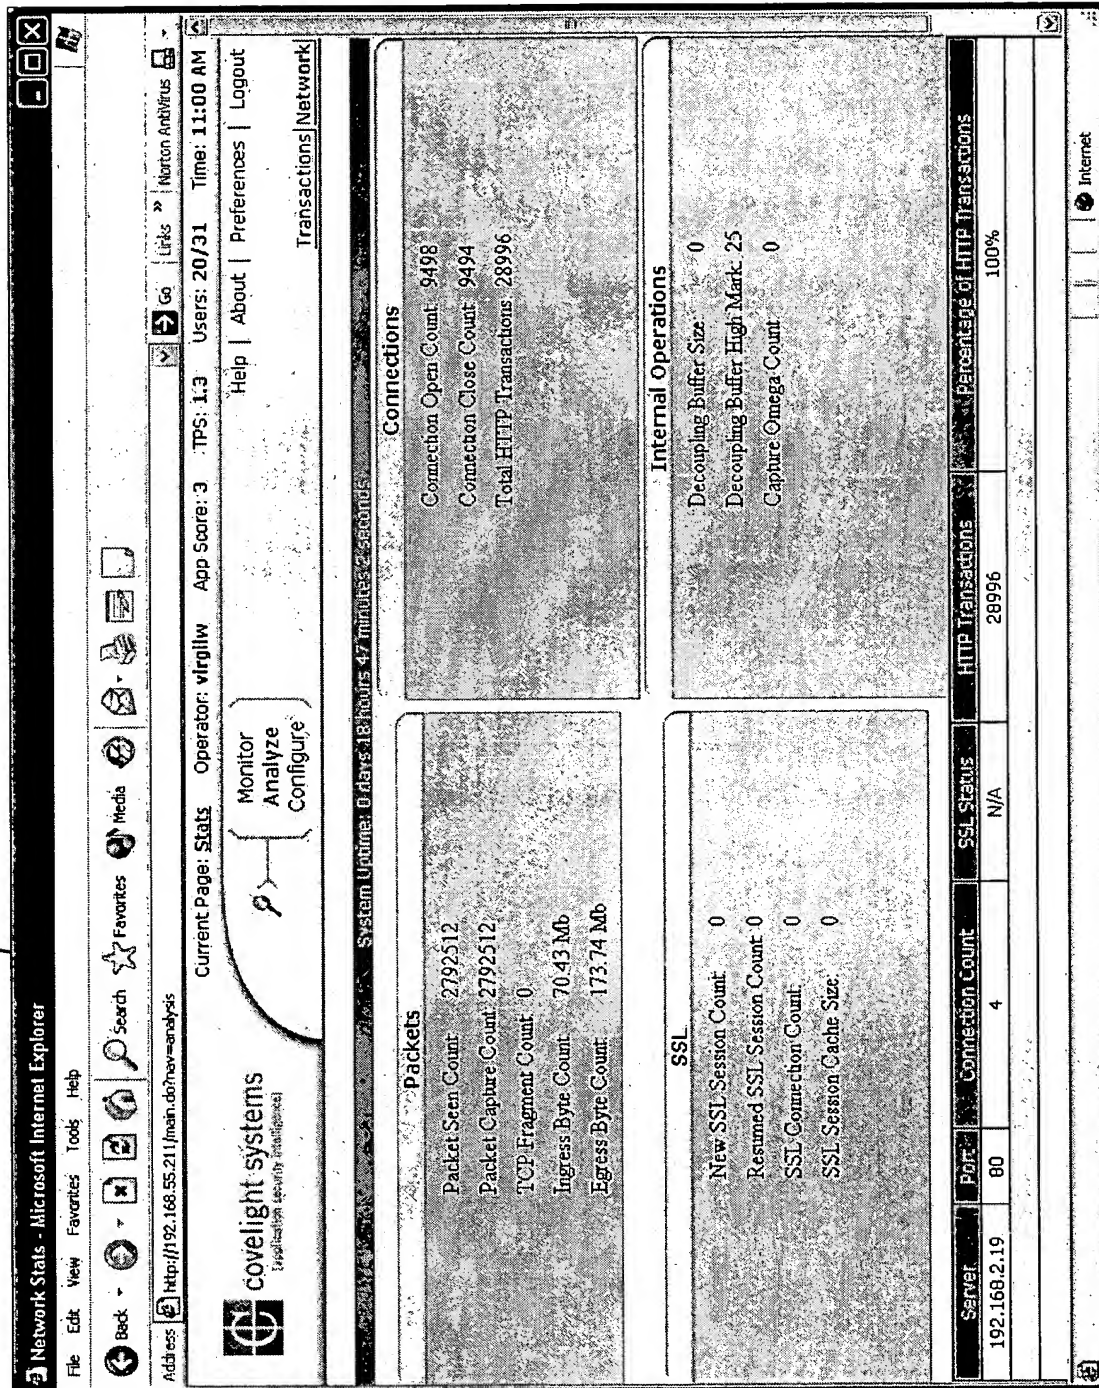 Network Stats - Microsoft Internet Explorer
File Edit View Favorites Tools Help
Back Search Favorites Media
Address http://192.168.55.211/main.do?nav=analysis Go Links » Norton AntiVirus
Current Page: Stats Operator: virgilw App Score: 3 TPS: 1.3 Users: 20/31 Time: 11:00 AM
covelight systems
[application security intelligence]
Monitor
Analyze
Configure
Help | About | Preferences | Logout
Transactions | Network
System Uptime: 0 days 18 hours 47 minutes 2 seconds
Packets
Packet Seen Count: 2792512
Packet Capture Count: 2792512
TCP Fragment Count: 0
Ingress Byte Count: 70.43 Mb
Egress Byte Count: 173.74 Mb
Connections
Connection Open Count: 9498
Connection Close Count: 9494
Total HTTP Transactions: 28996
SSL
New SSL Session Count: 0
Resumed SSL Session Count: 0
SSL Connection Count: 0
SSL Session Cache Size: 0
Internal Operations
Decoupling Buffer Size: 0
Decoupling Buffer High Mark: 25
Capture Omega Count: 0
Server Port Connection Count SSL Status HTTP Transactions Percentage of HTTP Transactions
192.168.2.19 80 4 N/A 28996 100%
Internet